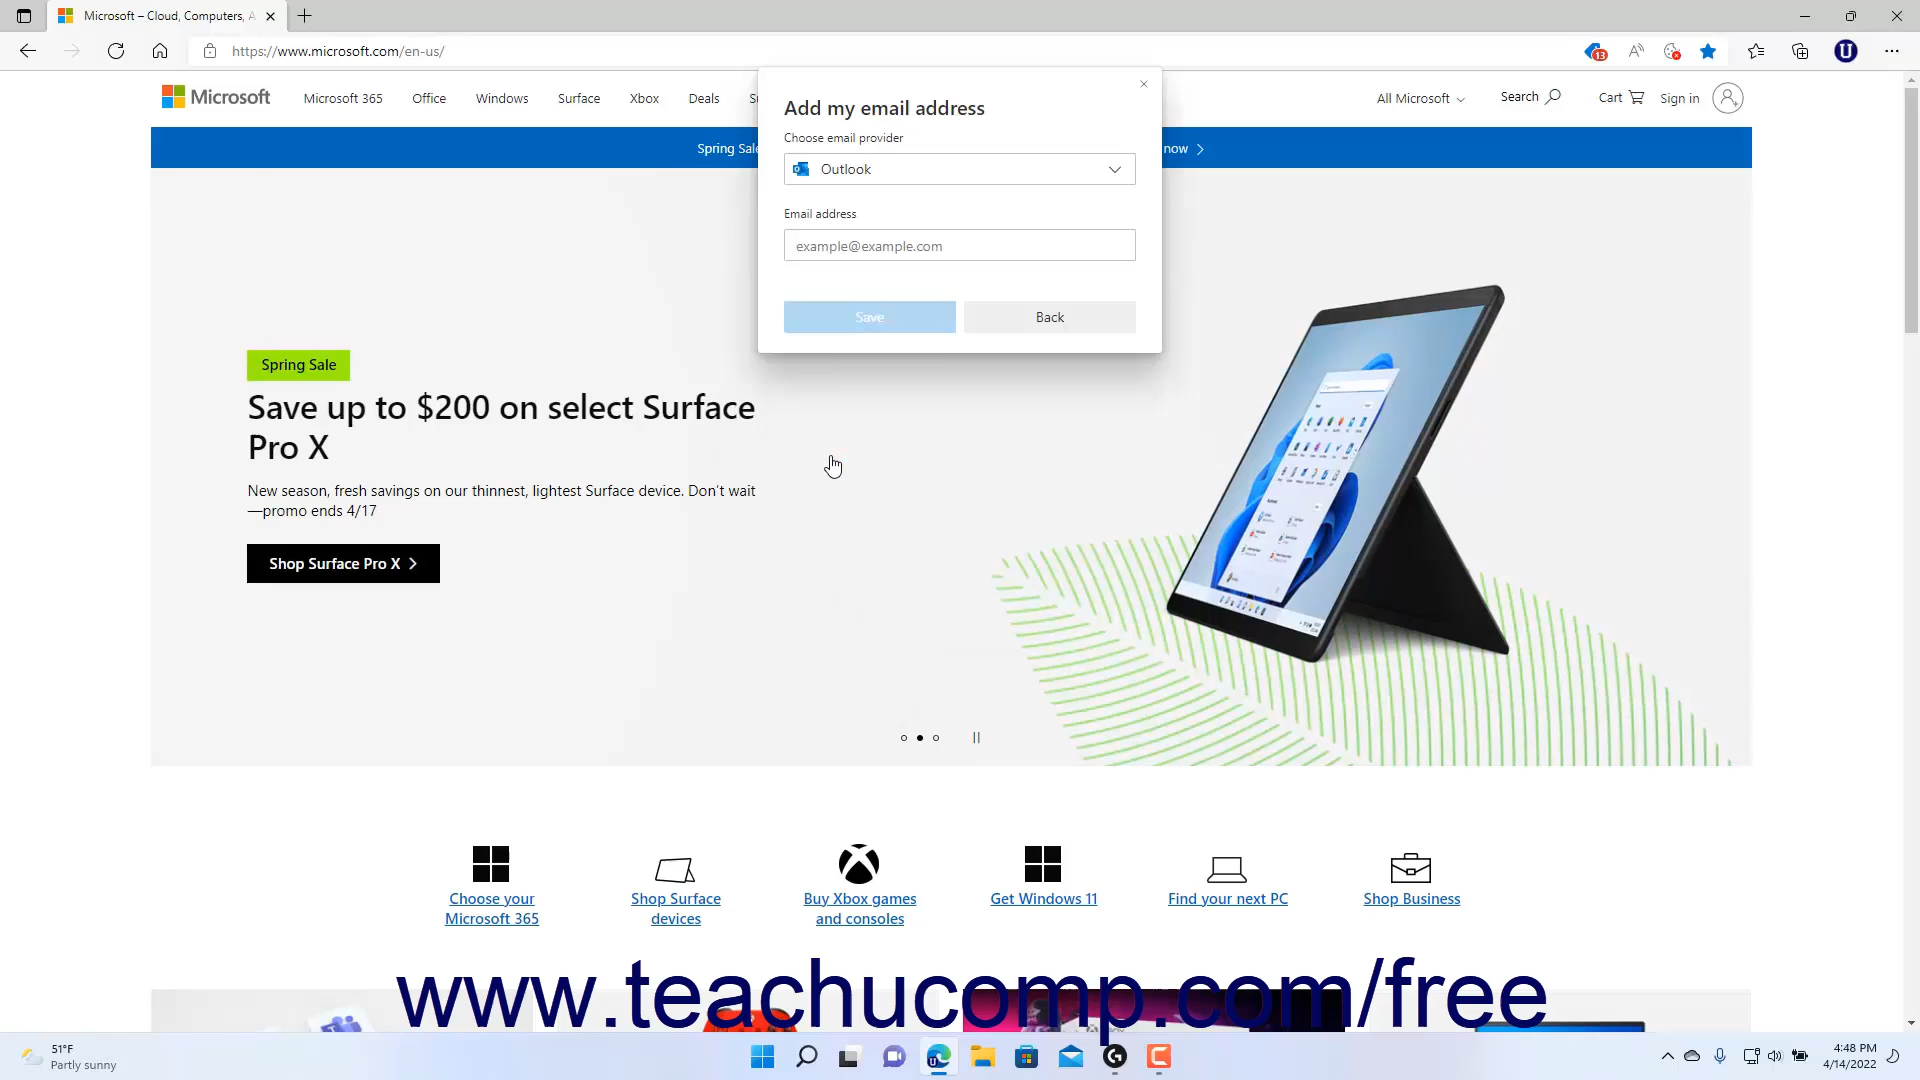 Microsoft – Cloud, Computers, A
https://www.microsoft.com/en-us/
13
U
Microsoft
Microsoft 365
Office
Windows
Surface
Xbox
Deals
All Microsoft
Search
Cart
Sign in
Spring Sale
now
Add my email address
Choose email provider
Outlook
Email address
example@example.com
Save
Back
Spring Sale
Save up to $200 on select Surface
Pro X
New season, fresh savings on our thinnest, lightest Surface device. Don't wait
—promo ends 4/17
Shop Surface Pro X
Choose your
Microsoft 365
Shop Surface
devices
Buy Xbox games
and consoles
Get Windows 11
Find your next PC
Shop Business
www.teachucomp.com/free
51°F
Partly sunny
4:48 PM
4/14/2022